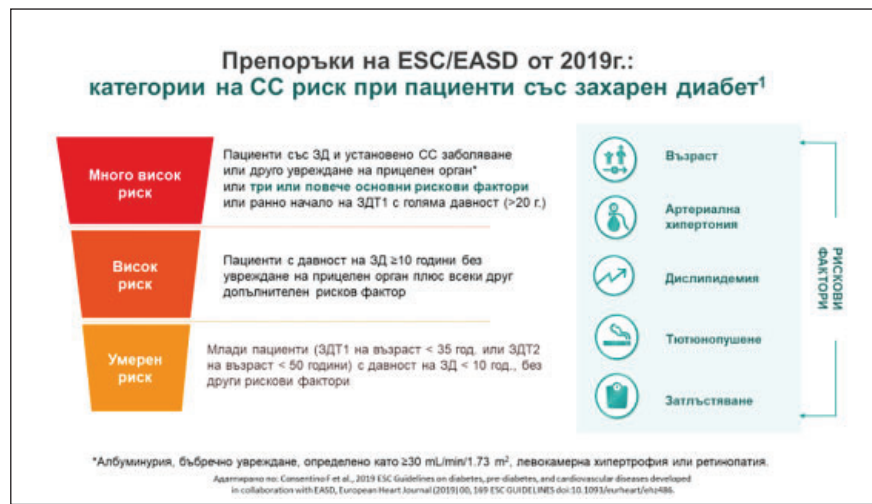 Препоръки на ESC/EASD от 2019г.:
категории на СС риск при пациенти със захарен диабет¹
Много висок
риск
Пациенти със ЗД и установено СС заболяване
или друго увреждане на прицелен орган*
или три или повече основни рискови фактори
или ранно начало на ЗДТ1 с голяма давност (>20 г.)
Висок
риск
Пациенти с давност на ЗД ≥10 години без
увреждане на прицелен орган плюс всеки друг
допълнителен рисков фактор
Умерен
риск
Млади пациенти (ЗДТ1 на възраст < 35 год. или ЗДТ2
на възраст < 50 години) с давност на ЗД < 10 год., без
други рискови фактори
Възраст
Артериална
хипертония
Дислипидемия
Тютюнопушене
Затлъстяване
РИСКОВИ
ФАКТОРИ
*Албуминурия, бъбречно увреждане, определено като ≥30 mL/min/1.73 m², левокамерна хипертрофия или ретинопатия.
Адаптирано по: Consentino F et al., 2019 ESC Guidelines on diabetes, pre-diabetes, and cardiovascular diseases developed
in collaboration with EASD, European Heart Journal (2019) 00, 169 ESC GUIDELINES doi:10.1093/eurheart/ehz486.